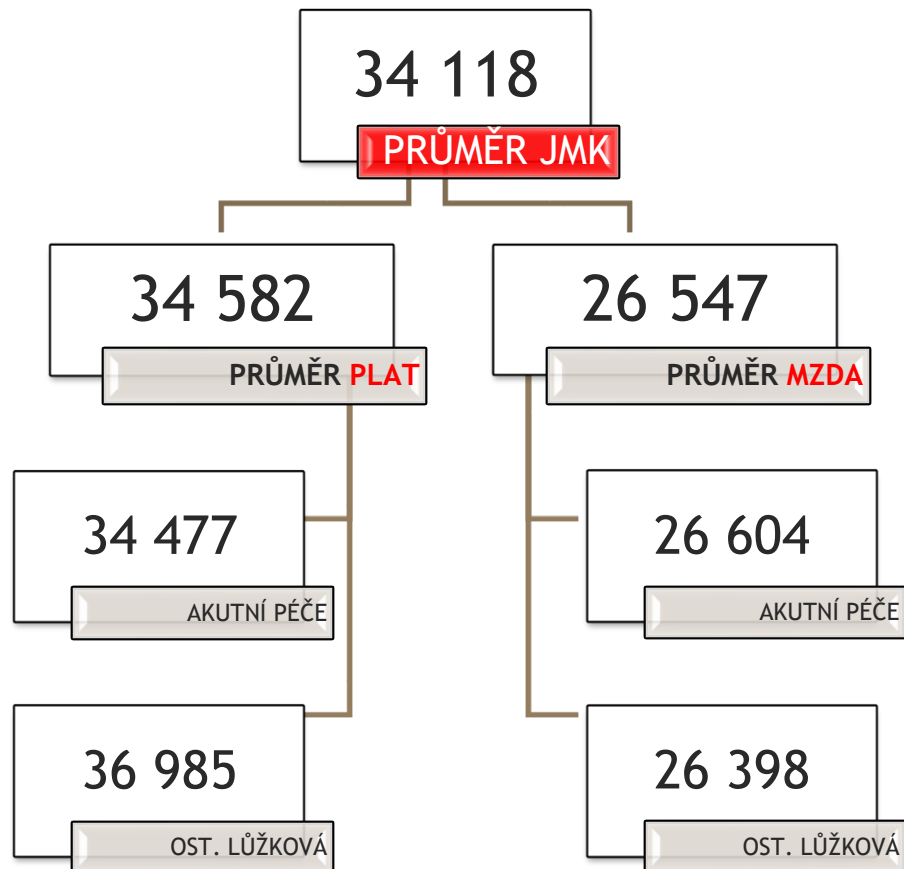 34 118
PRŮMĚR JMK
34 582
PRŮMĚR PLAT
26 547
PRŮMĚR MZDA
34 477
AKUTNÍ PÉČE
26 604
AKUTNÍ PÉČE
36 985
OST. LŮŽKOVÁ
26 398
OST. LŮŽKOVÁ